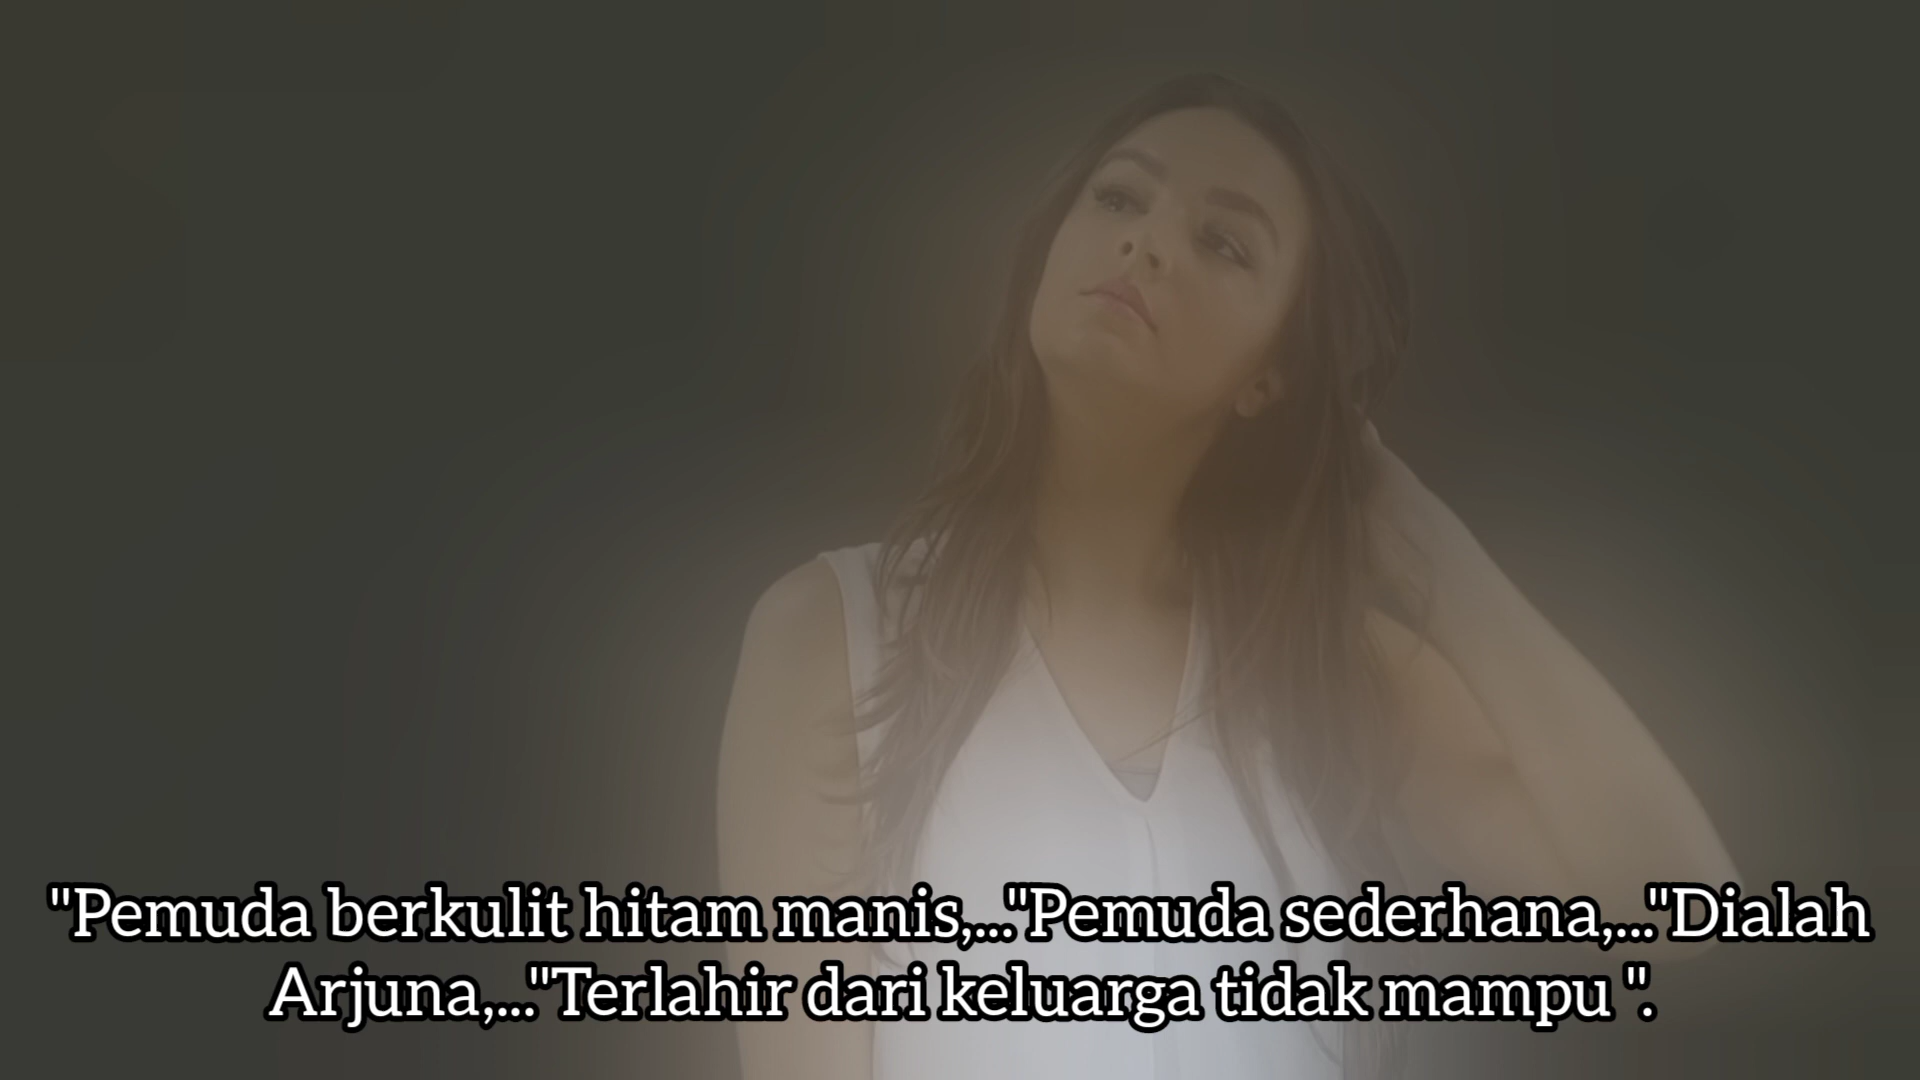 "Pemuda berkulit hitam manis,..."Pemuda sederhana,..."Dialah
Arjuna,..."Terlahir dari keluarga tidak mampu ".